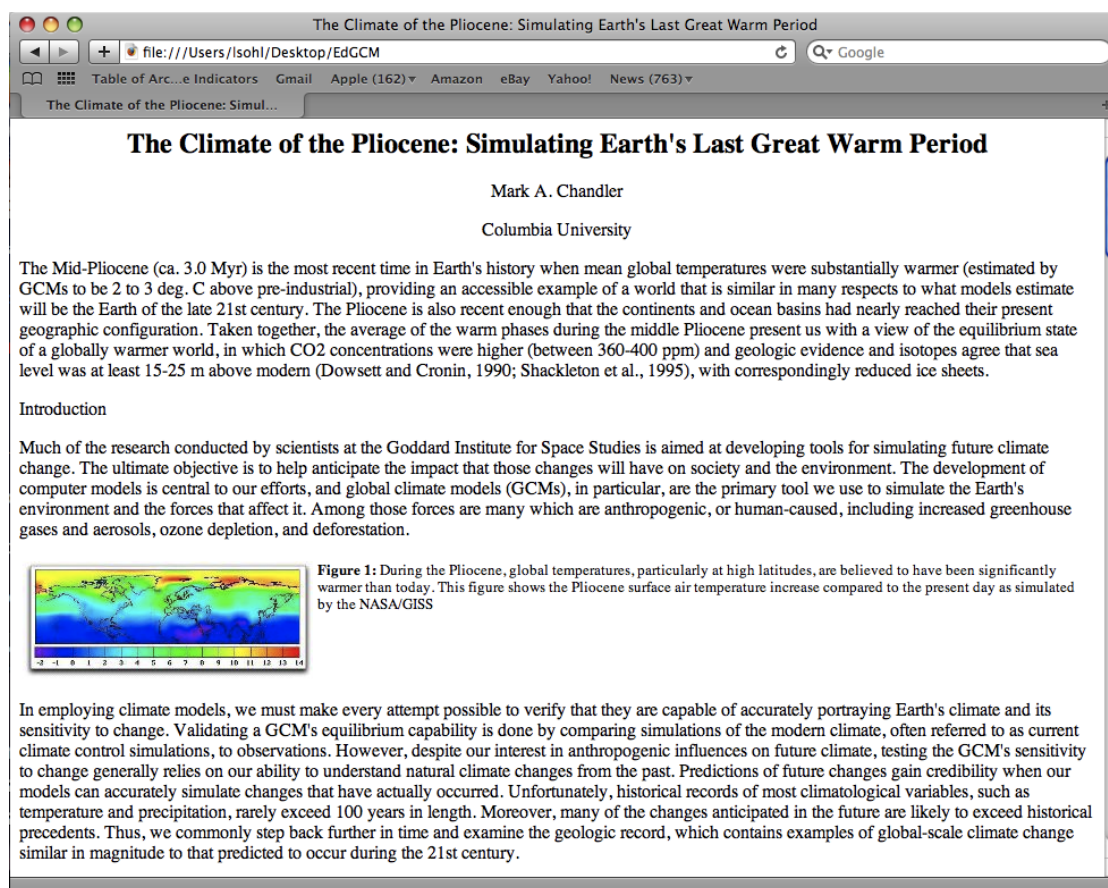 The Climate of the Pliocene: Simulating Earth's Last Great Warm Period
file:///Users/lsohl/Desktop/EdGCM
Google
Table of Arc...e Indicators Gmail Apple (162) Amazon eBay Yahoo! News (763)
The Climate of the Pliocene: Simul...
The Climate of the Pliocene: Simulating Earth's Last Great Warm Period
Mark A. Chandler
Columbia University
The Mid-Pliocene (ca. 3.0 Myr) is the most recent time in Earth's history when mean global temperatures were substantially warmer (estimated by
GCMs to be 2 to 3 deg. C above pre-industrial), providing an accessible example of a world that is similar in many respects to what models estimate
will be the Earth of the late 21st century. The Pliocene is also recent enough that the continents and ocean basins had nearly reached their present
geographic configuration. Taken together, the average of the warm phases during the middle Pliocene present us with a view of the equilibrium state
of a globally warmer world, in which CO2 concentrations were higher (between 360-400 ppm) and geologic evidence and isotopes agree that sea
level was at least 15-25 m above modern (Dowsett and Cronin, 1990; Shackleton et al., 1995), with correspondingly reduced ice sheets.
Introduction
Much of the research conducted by scientists at the Goddard Institute for Space Studies is aimed at developing tools for simulating future climate
change. The ultimate objective is to help anticipate the impact that those changes will have on society and the environment. The development of
computer models is central to our efforts, and global climate models (GCMs), in particular, are the primary tool we use to simulate the Earth's
environment and the forces that affect it. Among those forces are many which are anthropogenic, or human-caused, including increased greenhouse
gases and aerosols, ozone depletion, and deforestation.
Figure 1: During the Pliocene, global temperatures, particularly at high latitudes, are believed to have been significantly
warmer than today. This figure shows the Pliocene surface air temperature increase compared to the present day as simulated
by the NASA/GISS
-2 -1 0 1 2 3 4 5 6 7 8 9 10 11 12 13 14
In employing climate models, we must make every attempt possible to verify that they are capable of accurately portraying Earth's climate and its
sensitivity to change. Validating a GCM's equilibrium capability is done by comparing simulations of the modern climate, often referred to as current
climate control simulations, to observations. However, despite our interest in anthropogenic influences on future climate, testing the GCM's sensitivity
to change generally relies on our ability to understand natural climate changes from the past. Predictions of future changes gain credibility when our
models can accurately simulate changes that have actually occurred. Unfortunately, historical records of most climatological variables, such as
temperature and precipitation, rarely exceed 100 years in length. Moreover, many of the changes anticipated in the future are likely to exceed historical
precedents. Thus, we commonly step back further in time and examine the geologic record, which contains examples of global-scale climate change
similar in magnitude to that predicted to occur during the 21st century.